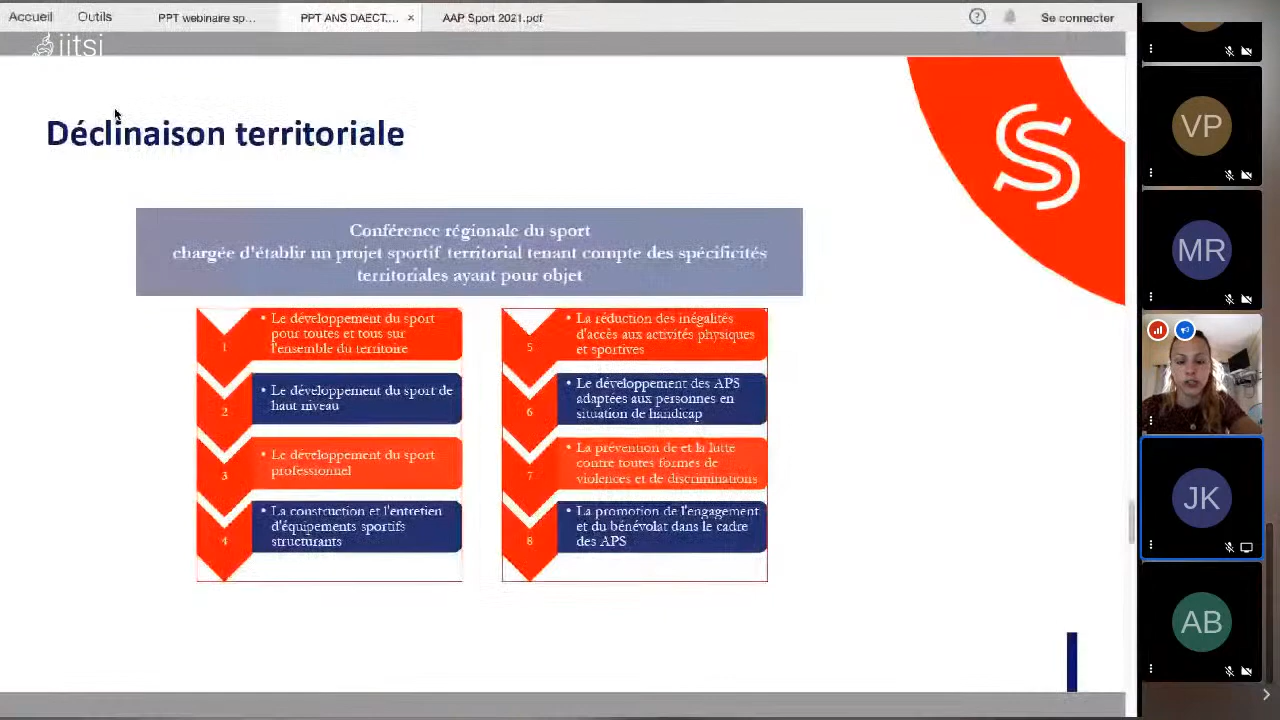 Accueil
Outils
PPT webinaire sp...
PPT ANS DAECT....
AAP Sport 2021.pdf
Se connecter
iitsi
Déclinaison territoriale
Conférence régionale du sport
chargée d'établir un projet sportif territorial tenant compte des spécificités
territoriales ayant pour objet
1
• Le développement du sport
pour toutes et tous sur
l'ensemble du territoire
2
• Le développement du sport de
haut niveau
3
• Le développement du sport
professionnel
4
• La construction et l'entretien
d'équipements sportifs
structurants
5
• La réduction des inégalités
d'accès aux activités physiques
et sportives
6
• Le développement des APS
adaptées aux personnes en
situation de handicap
7
• La prévention de et la lutte
contre toutes formes de
violences et de discriminations
8
• La promotion de l'engagement
et du bénévolat dans le cadre
des APS
VP
MR
JK
AB